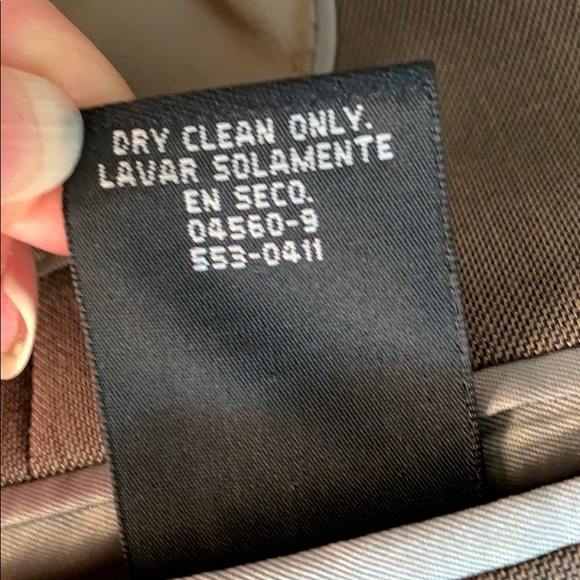 DRY CLEAN ONLY.
LAVAR SOLAMENTE
EN SECO.
04560-9
553-0411